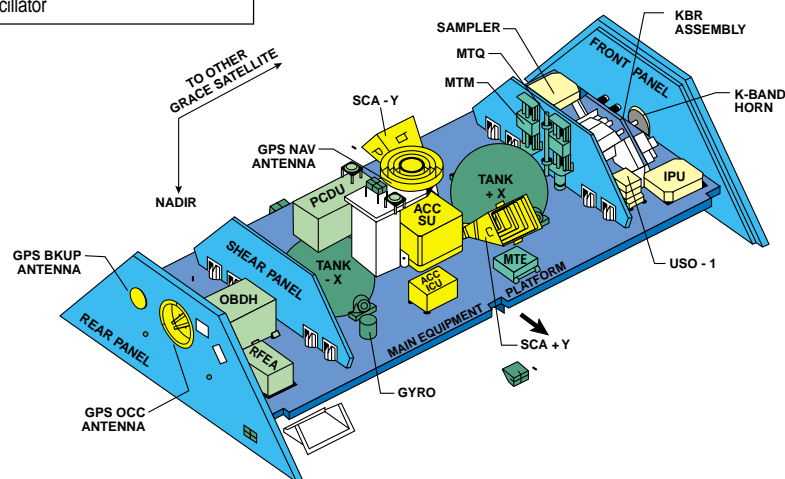 cillator
TO OTHER
GRACE SATELLITE
NADIR
SAMPLER
MTQ
MTM
KBR
ASSEMBLY
FRONT PANEL
K-BAND
HORN
SCA - Y
GPS NAV
ANTENNA
PCDU
TANK
+ X
IPU
ACC
SU
C
P
USO - 1
GPS BKUP
ANTENNA
SHEAR PANEL
TANK
- X
ACC
ICU
MTE
OBDH
MAIN EQUIPMENT PLATFORM
REAR PANEL
RFEA
SCA + Y
GYRO
GPS OCC
ANTENNA